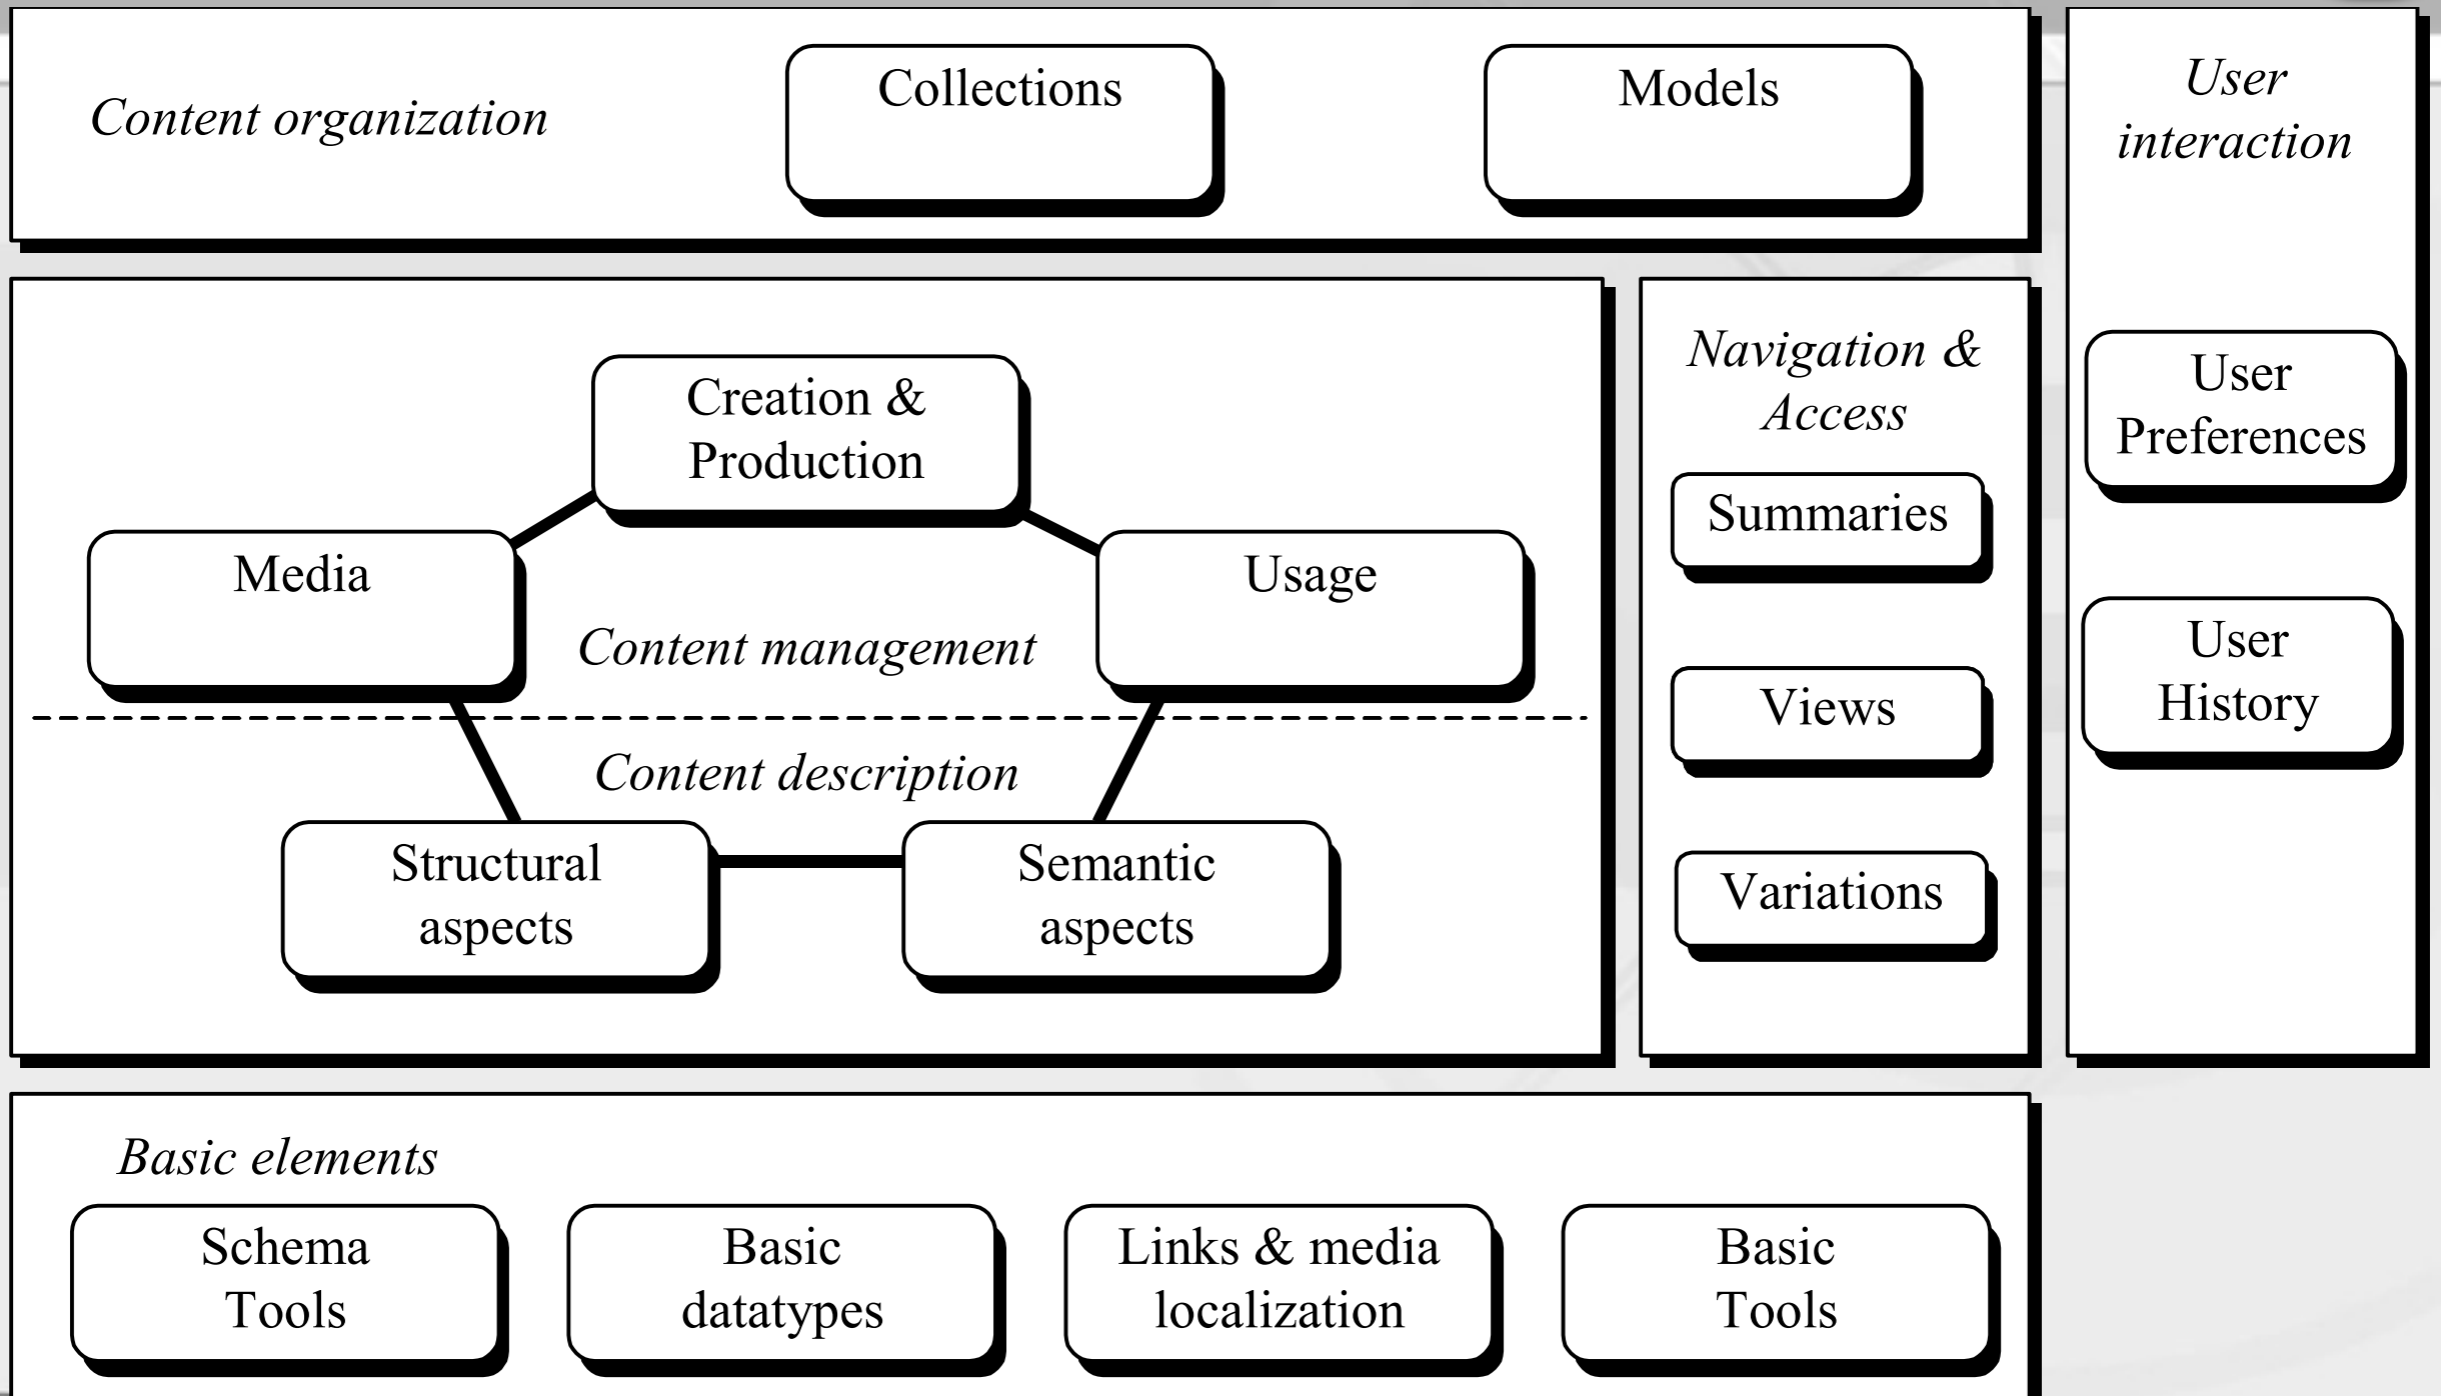 Content organization
Collections
Models
User
interaction
Creation &
Production
Media
Usage
Content management
Content description
Structural
aspects
Semantic
aspects
Navigation &
Access
Summaries
Views
Variations
User
Preferences
User
History
Basic elements
Schema
Tools
Basic
datatypes
Links & media
localization
Basic
Tools